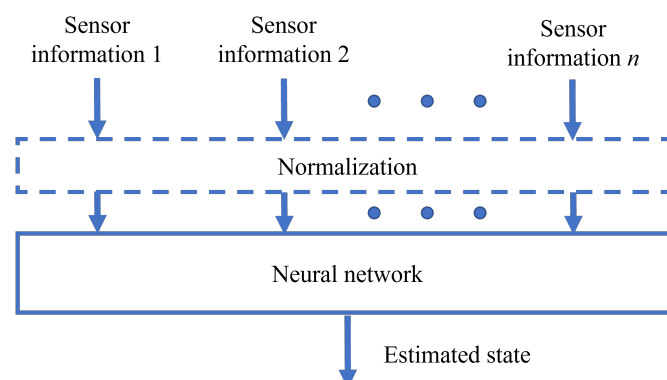 Sensor
information 1
Sensor
information 2
Sensor
information n
Normalization
Neural network
Estimated state